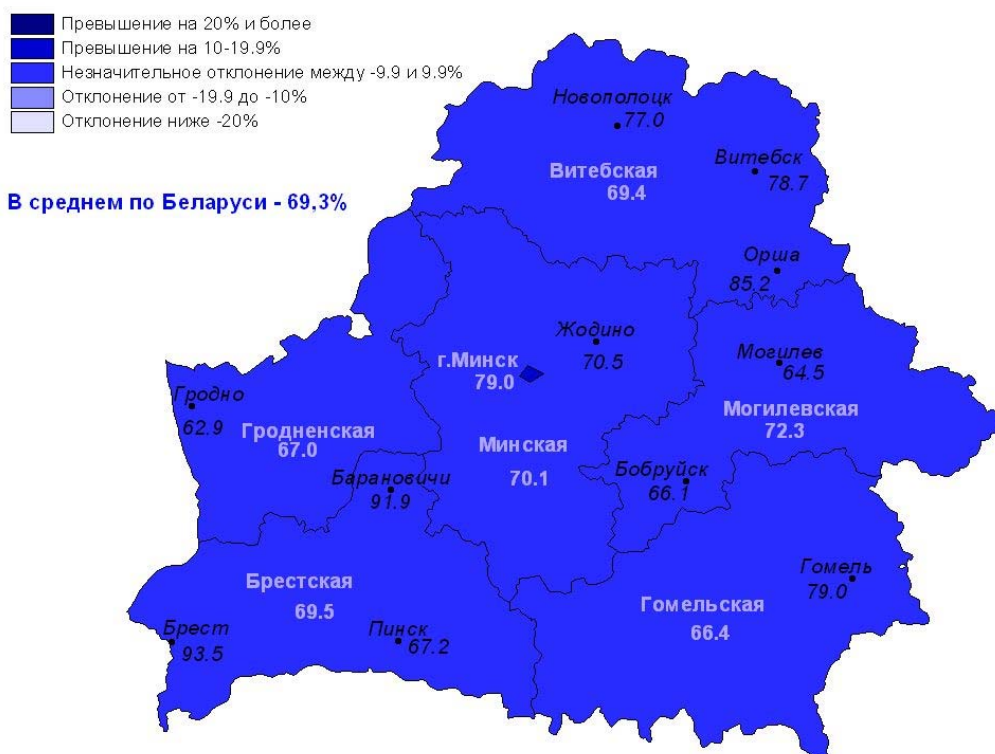 Превышение на 20% и более
Превышение на 10-19.9%
Незначительное отклонение между -9.9 и 9.9%
Отклонение от -19.9 до -10%
Отклонение ниже -20%
В среднем по Беларуси - 69,3%
Новополоцк
77.0
Витебск
78.7
Витебская
69.4
Орша
85.2
Жодино
70.5
г.Минск
79.0
Могилев
64.5
Могилевская
72.3
Гродно
62.9
Гродненская
67.0
Минская
70.1
Барановичи
91.9
Бобруйск
66.1
Брестская
69.5
Гомель
79.0
Гомельская
66.4
Брест
93.5
Пинск
67.2